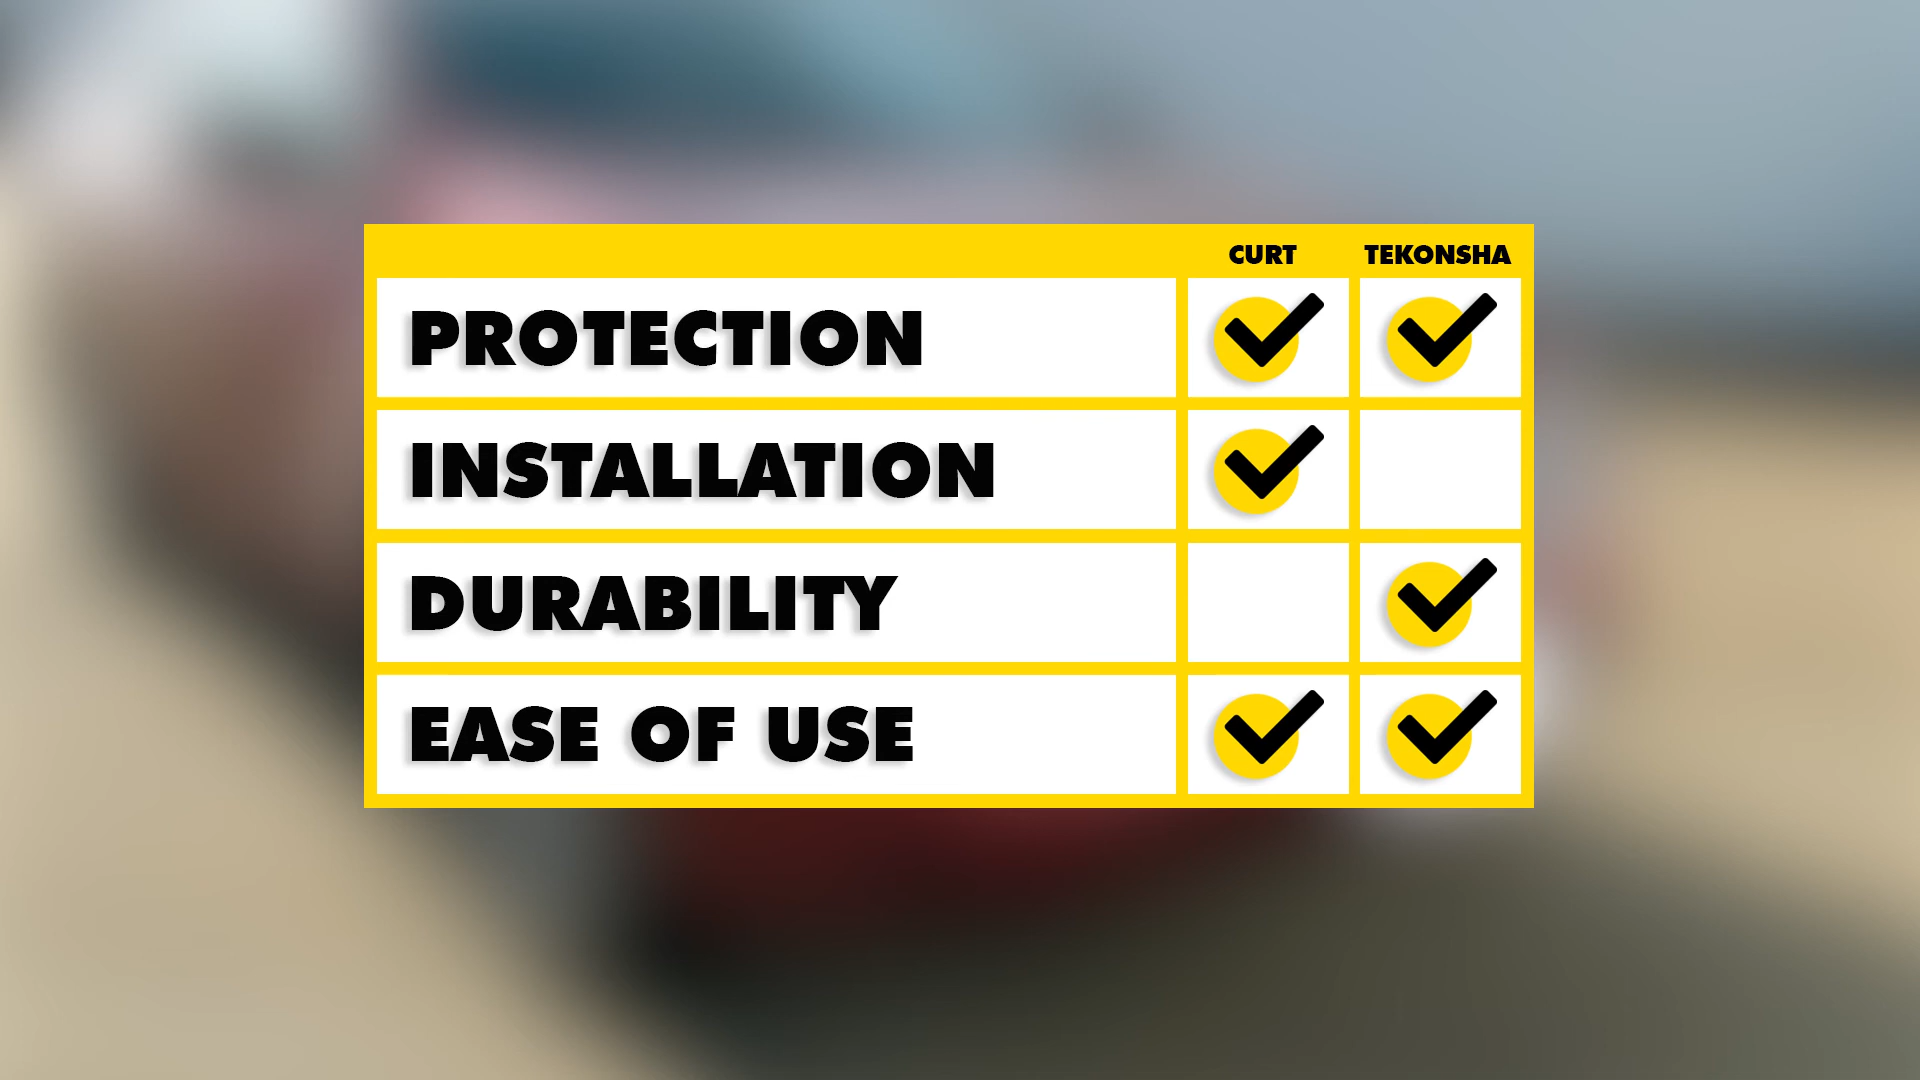 CURT TEKONSHA
PROTECTION
INSTALLATION
DURABILITY
EASE OF USE